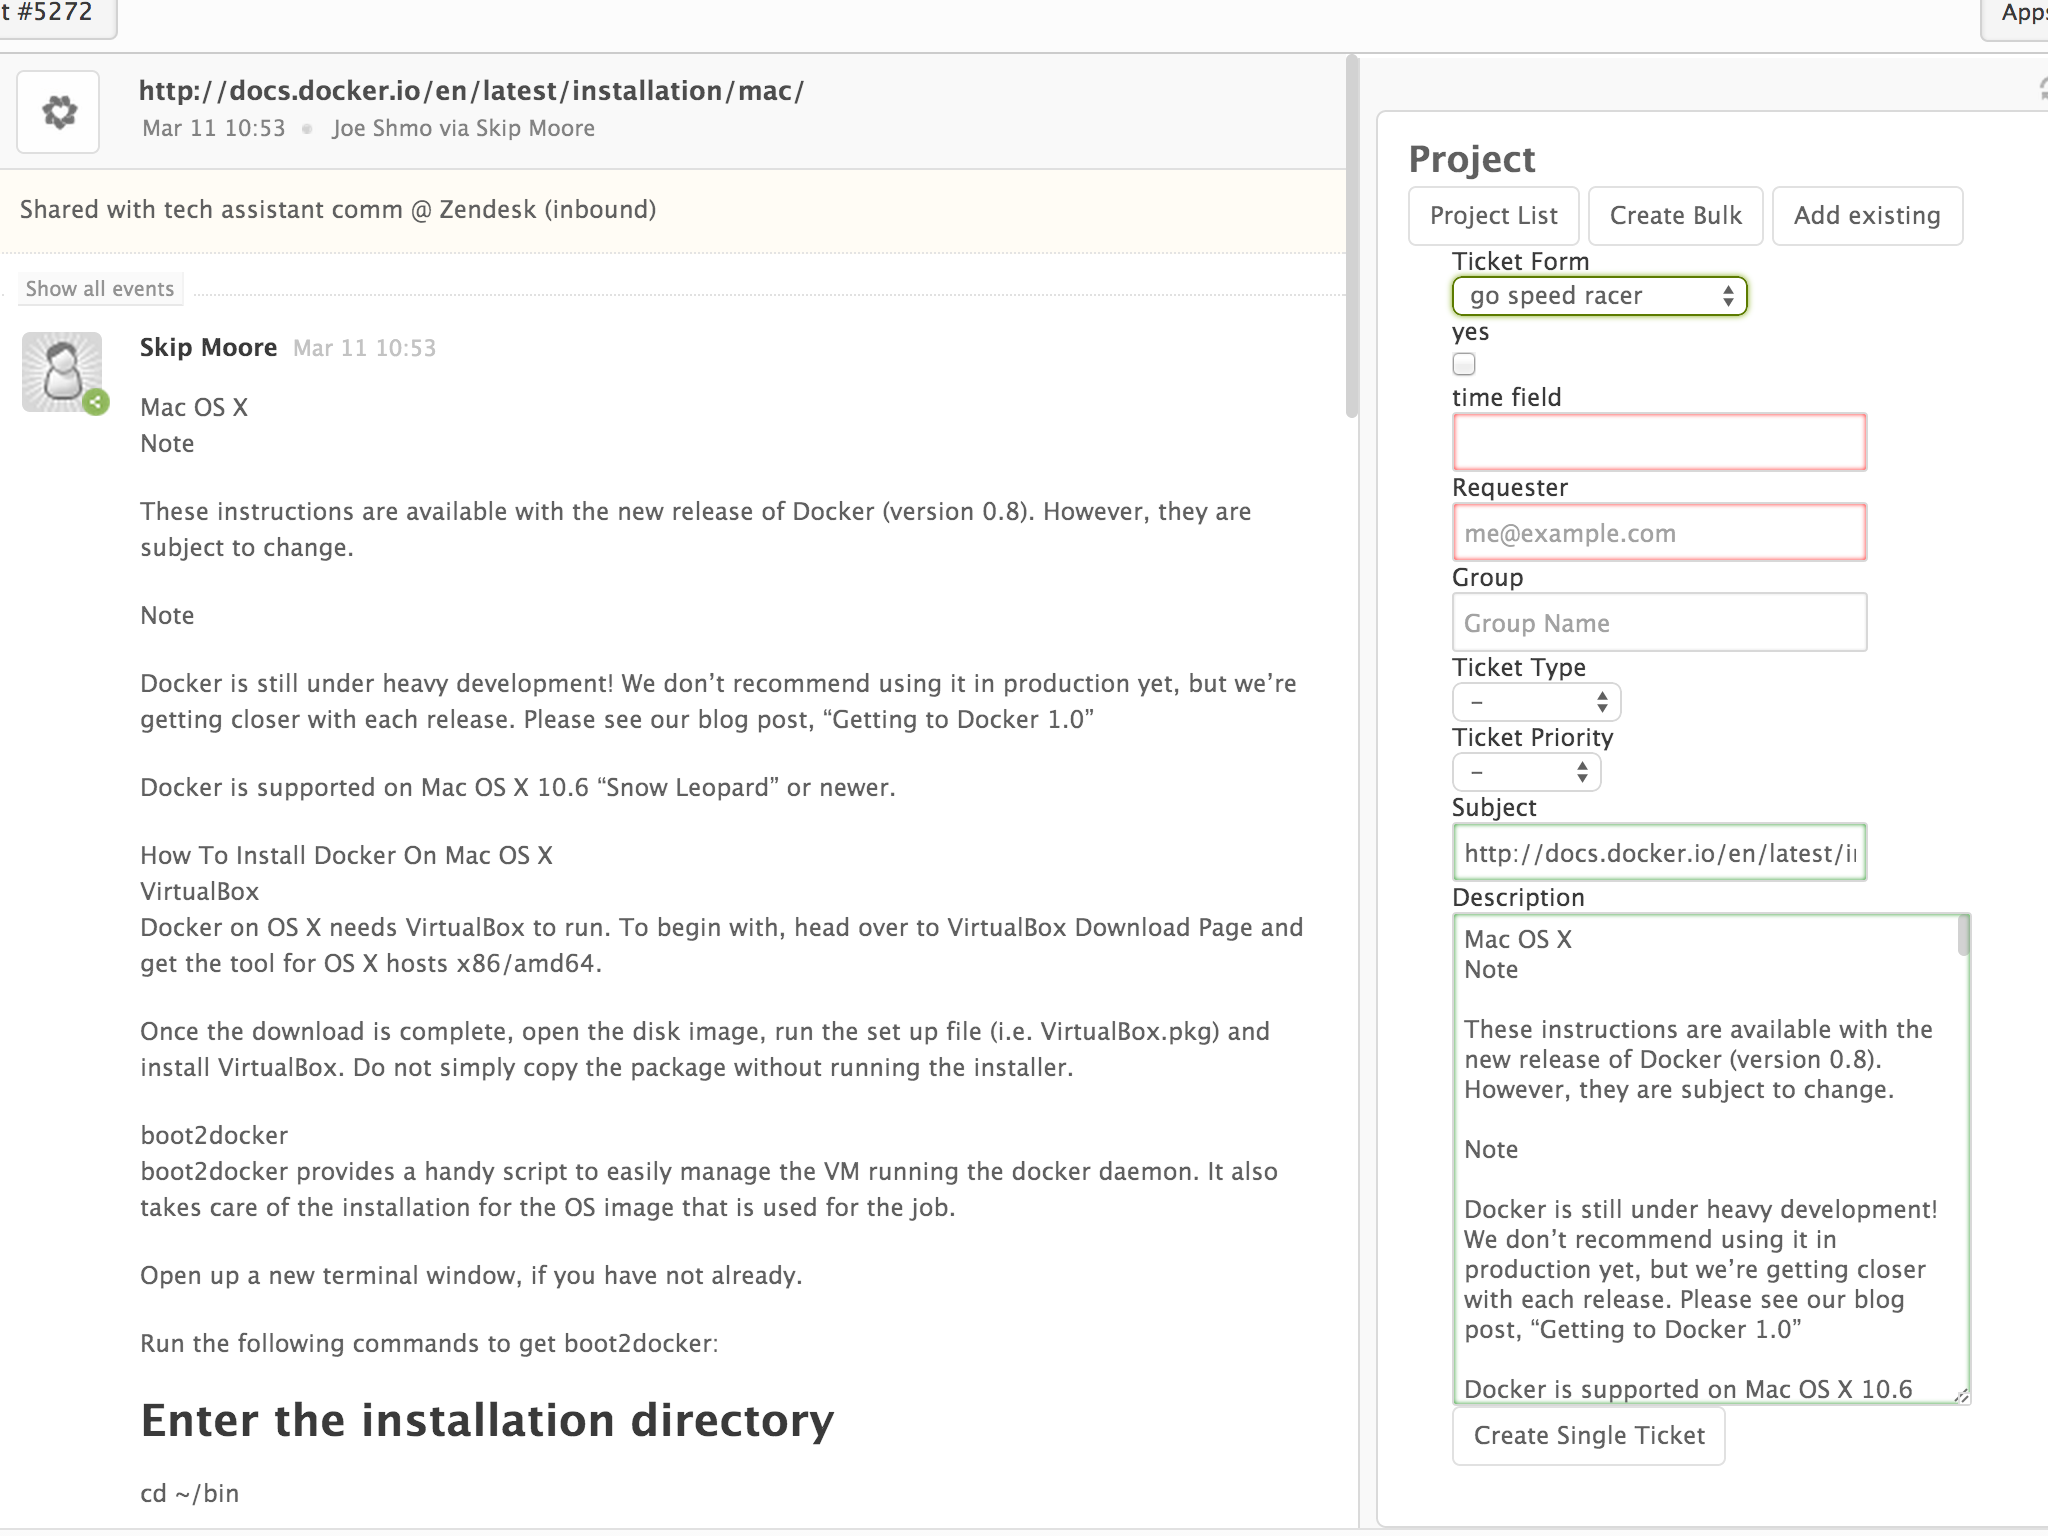 t #5272
Apps
http://docs.docker.io/en/latest/installation/mac/
Mar 11 10:53 Joe Shmo via Skip Moore
Shared with tech assistant comm @ Zendesk (inbound)
Show all events
Skip Moore Mar 11 10:53
Mac OS X
Note
These instructions are available with the new release of Docker (version 0.8). However, they are
subject to change.
Note
Docker is still under heavy development! We don’t recommend using it in production yet, but we’re
getting closer with each release. Please see our blog post, “Getting to Docker 1.0”
Docker is supported on Mac OS X 10.6 “Snow Leopard” or newer.
How To Install Docker On Mac OS X
VirtualBox
Docker on OS X needs VirtualBox to run. To begin with, head over to VirtualBox Download Page and
get the tool for OS X hosts x86/amd64.
Once the download is complete, open the disk image, run the set up file (i.e. VirtualBox.pkg) and
install VirtualBox. Do not simply copy the package without running the installer.
boot2docker
boot2docker provides a handy script to easily manage the VM running the docker daemon. It also
takes care of the installation for the OS image that is used for the job.
Open up a new terminal window, if you have not already.
Run the following commands to get boot2docker:
Enter the installation directory
cd ~/bin
Project
Project List Create Bulk Add existing
Ticket Form
go speed racer
yes
time field
Requester
me@example.com
Group
Group Name
Ticket Type
–
Ticket Priority
–
Subject
http://docs.docker.io/en/latest/i
Description
Mac OS X
Note
These instructions are available with the
new release of Docker (version 0.8).
However, they are subject to change.
Note
Docker is still under heavy development!
We don’t recommend using it in
production yet, but we’re getting closer
with each release. Please see our blog
post, “Getting to Docker 1.0”
Docker is supported on Mac OS X 10.6
Create Single Ticket